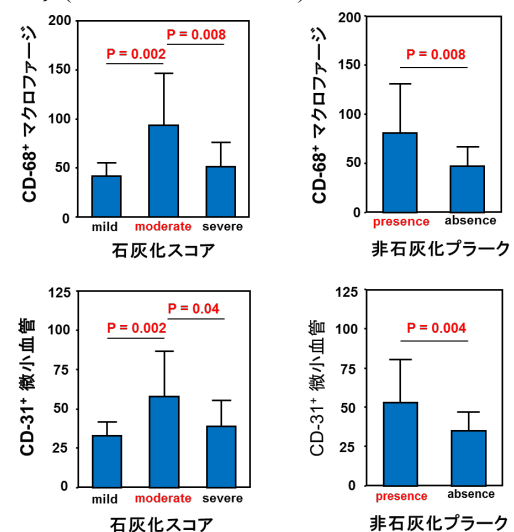 200
150
100
50
0
CD-68+ マクロファージ
P = 0.002
P = 0.008
mild moderate severe
石灰化スコア
200
150
100
50
0
CD-68+ マクロファージ
P = 0.008
presence absence
非石灰化プラーク
125
100
75
50
25
0
CD-31+ 微小血管
P = 0.002
P = 0.04
mild moderate severe
石灰化スコア
125
100
75
50
25
0
CD-31+ 微小血管
P = 0.004
presence absence
非石灰化プラーク